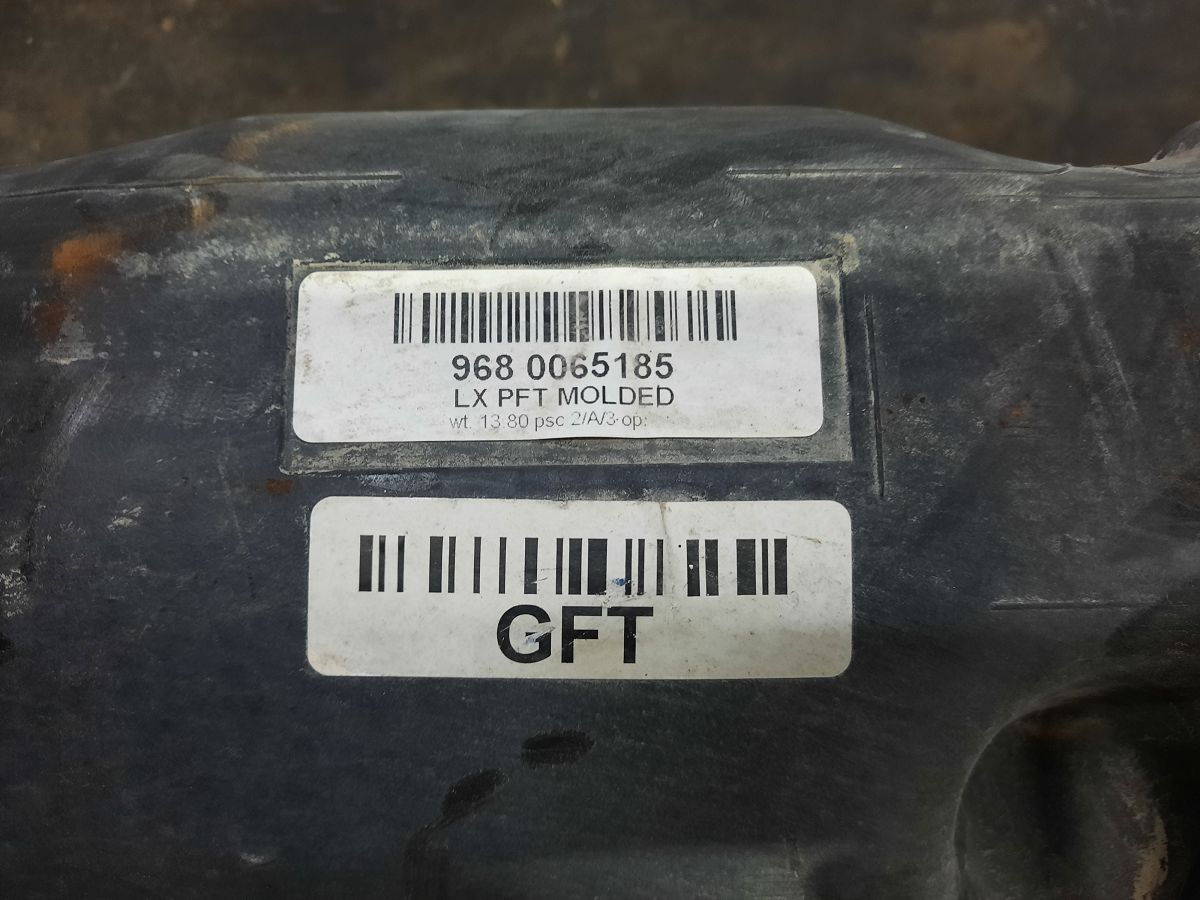 968 0065185
LX PFT MOLDED
wt. 13.80 psc 2/A/3-op:
GFT